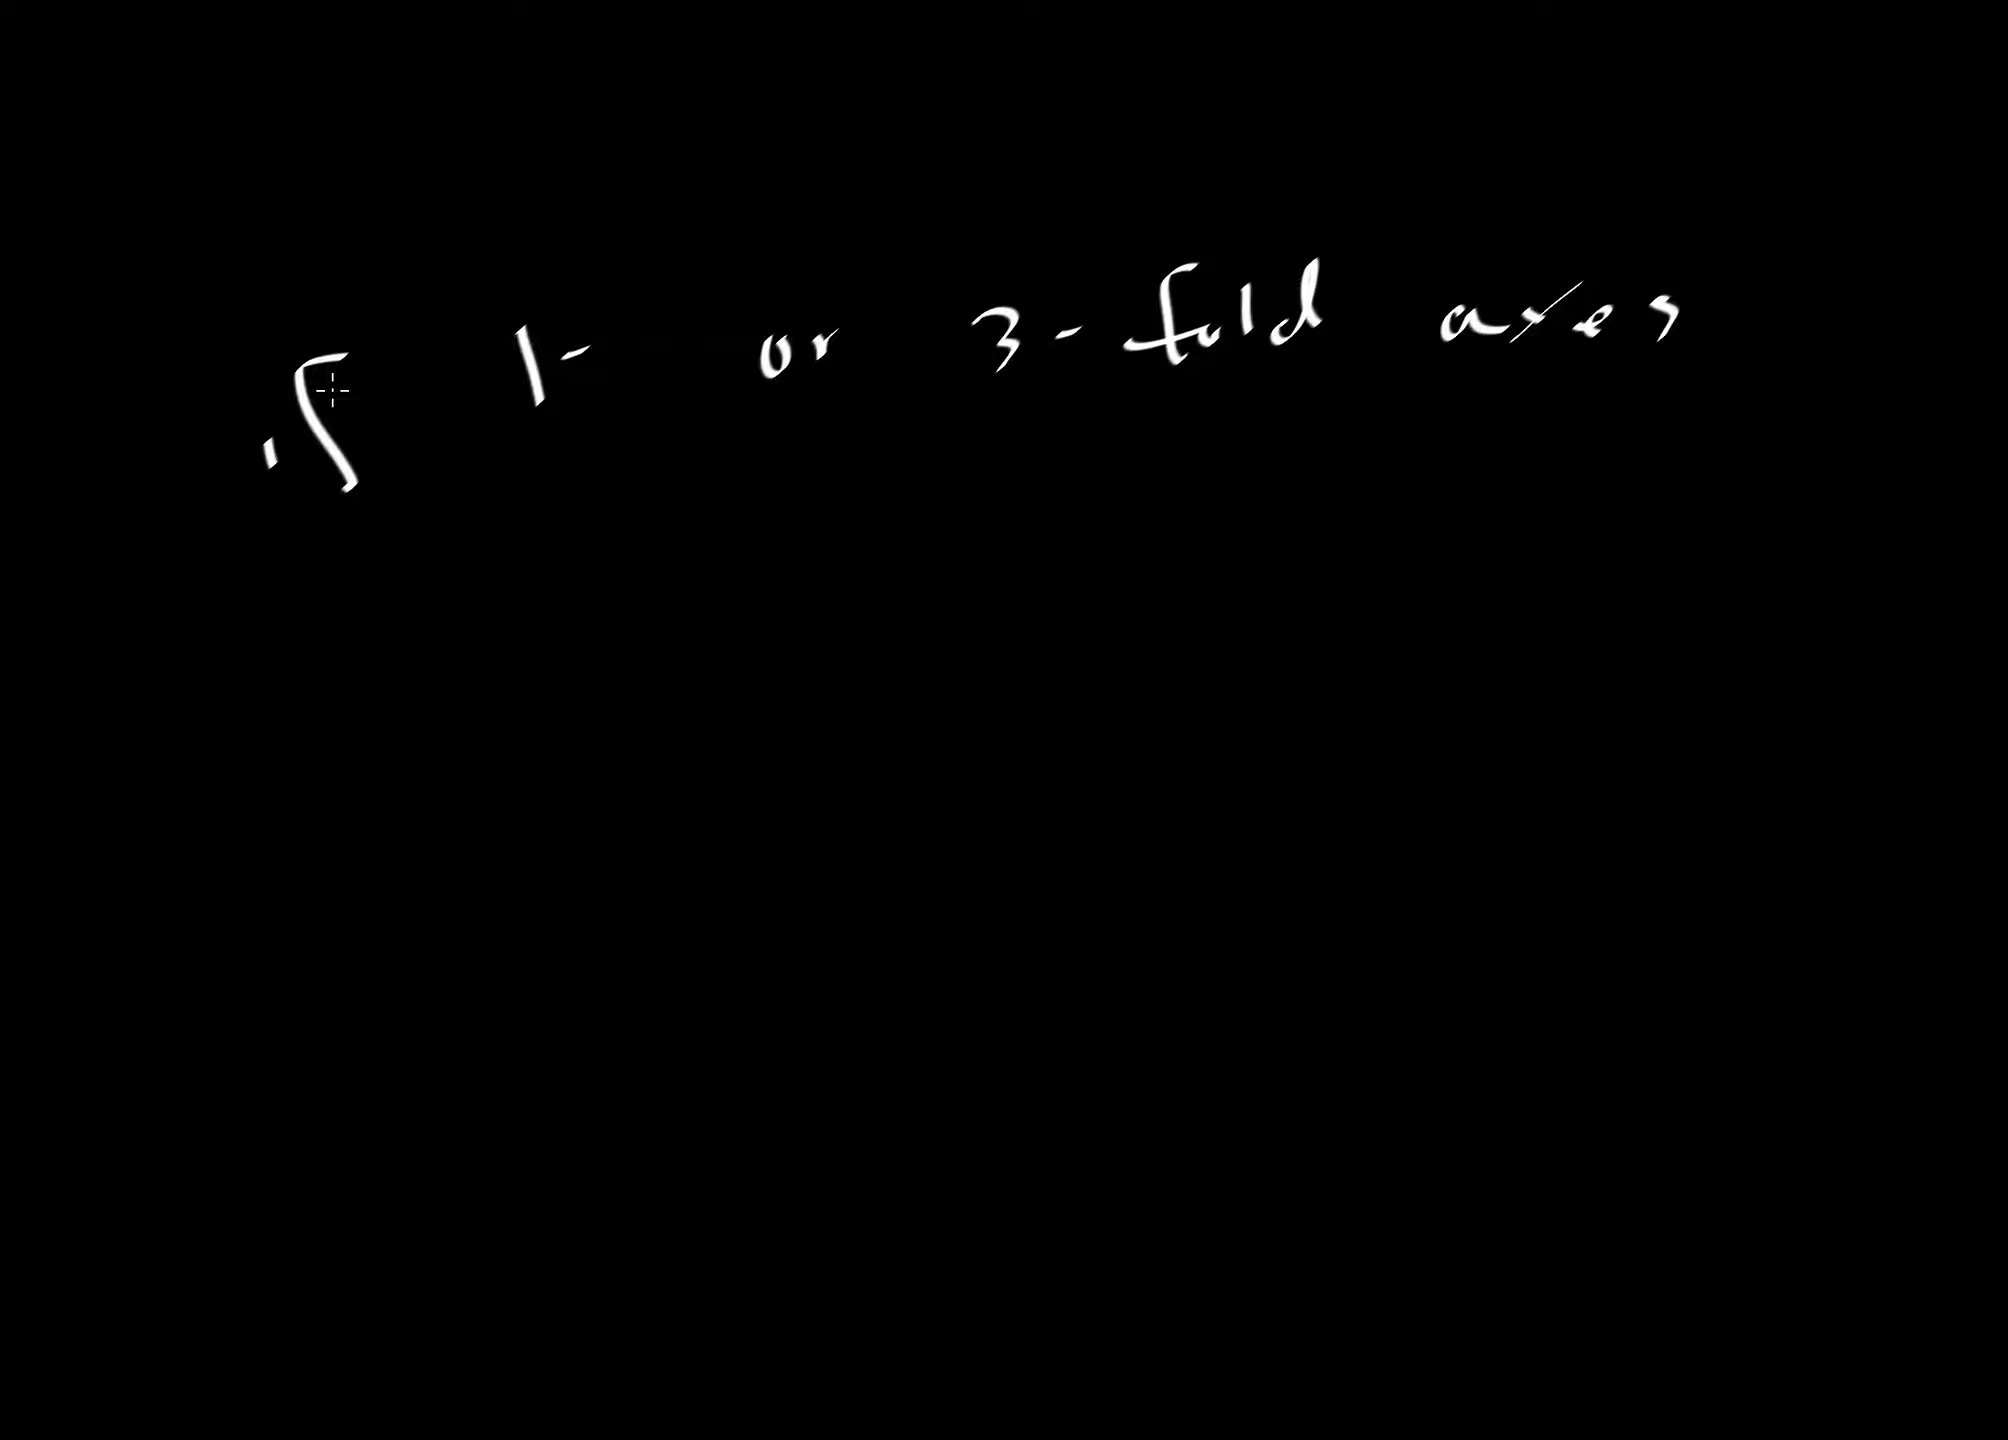 if 1- or 3-fold axes